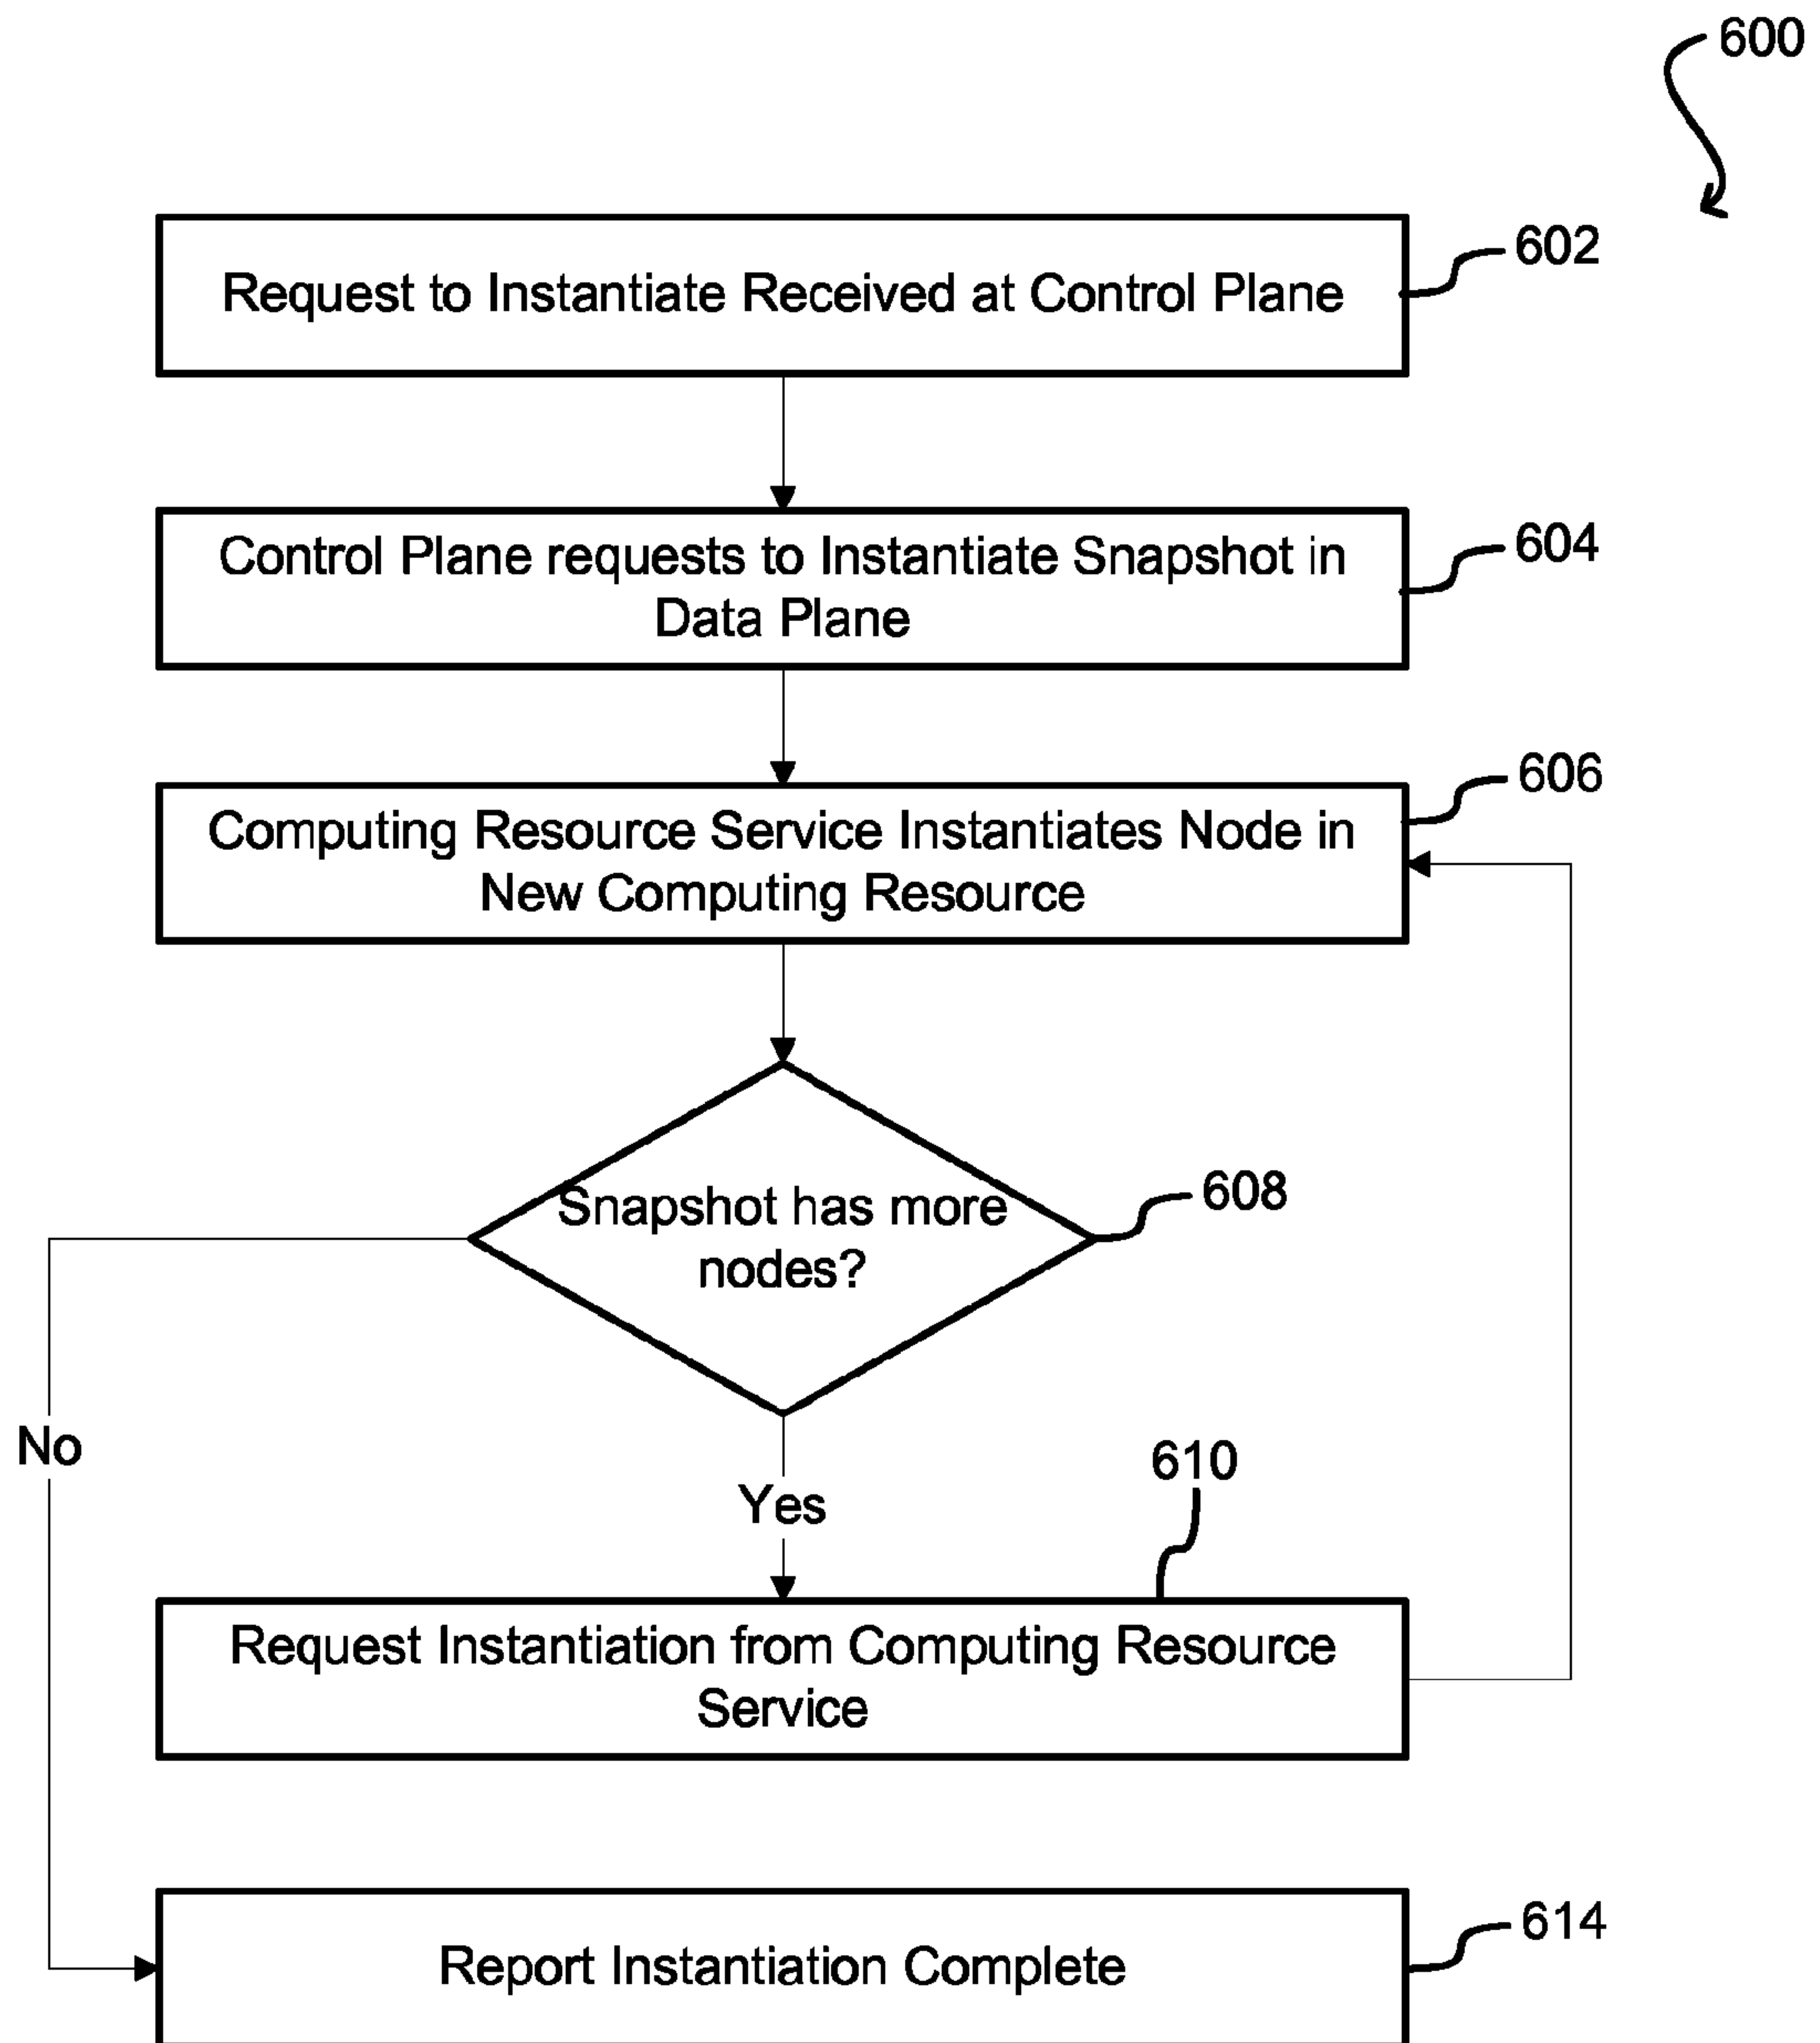 600
Request to Instantiate Received at Control Plane
602
Control Plane requests to Instantiate Snapshot in
Data Plane
604
Computing Resource Service Instantiates Node in
New Computing Resource
606
Snapshot has more
nodes?
608
No
Yes
610
Request Instantiation from Computing Resource
Service
Report Instantiation Complete
614